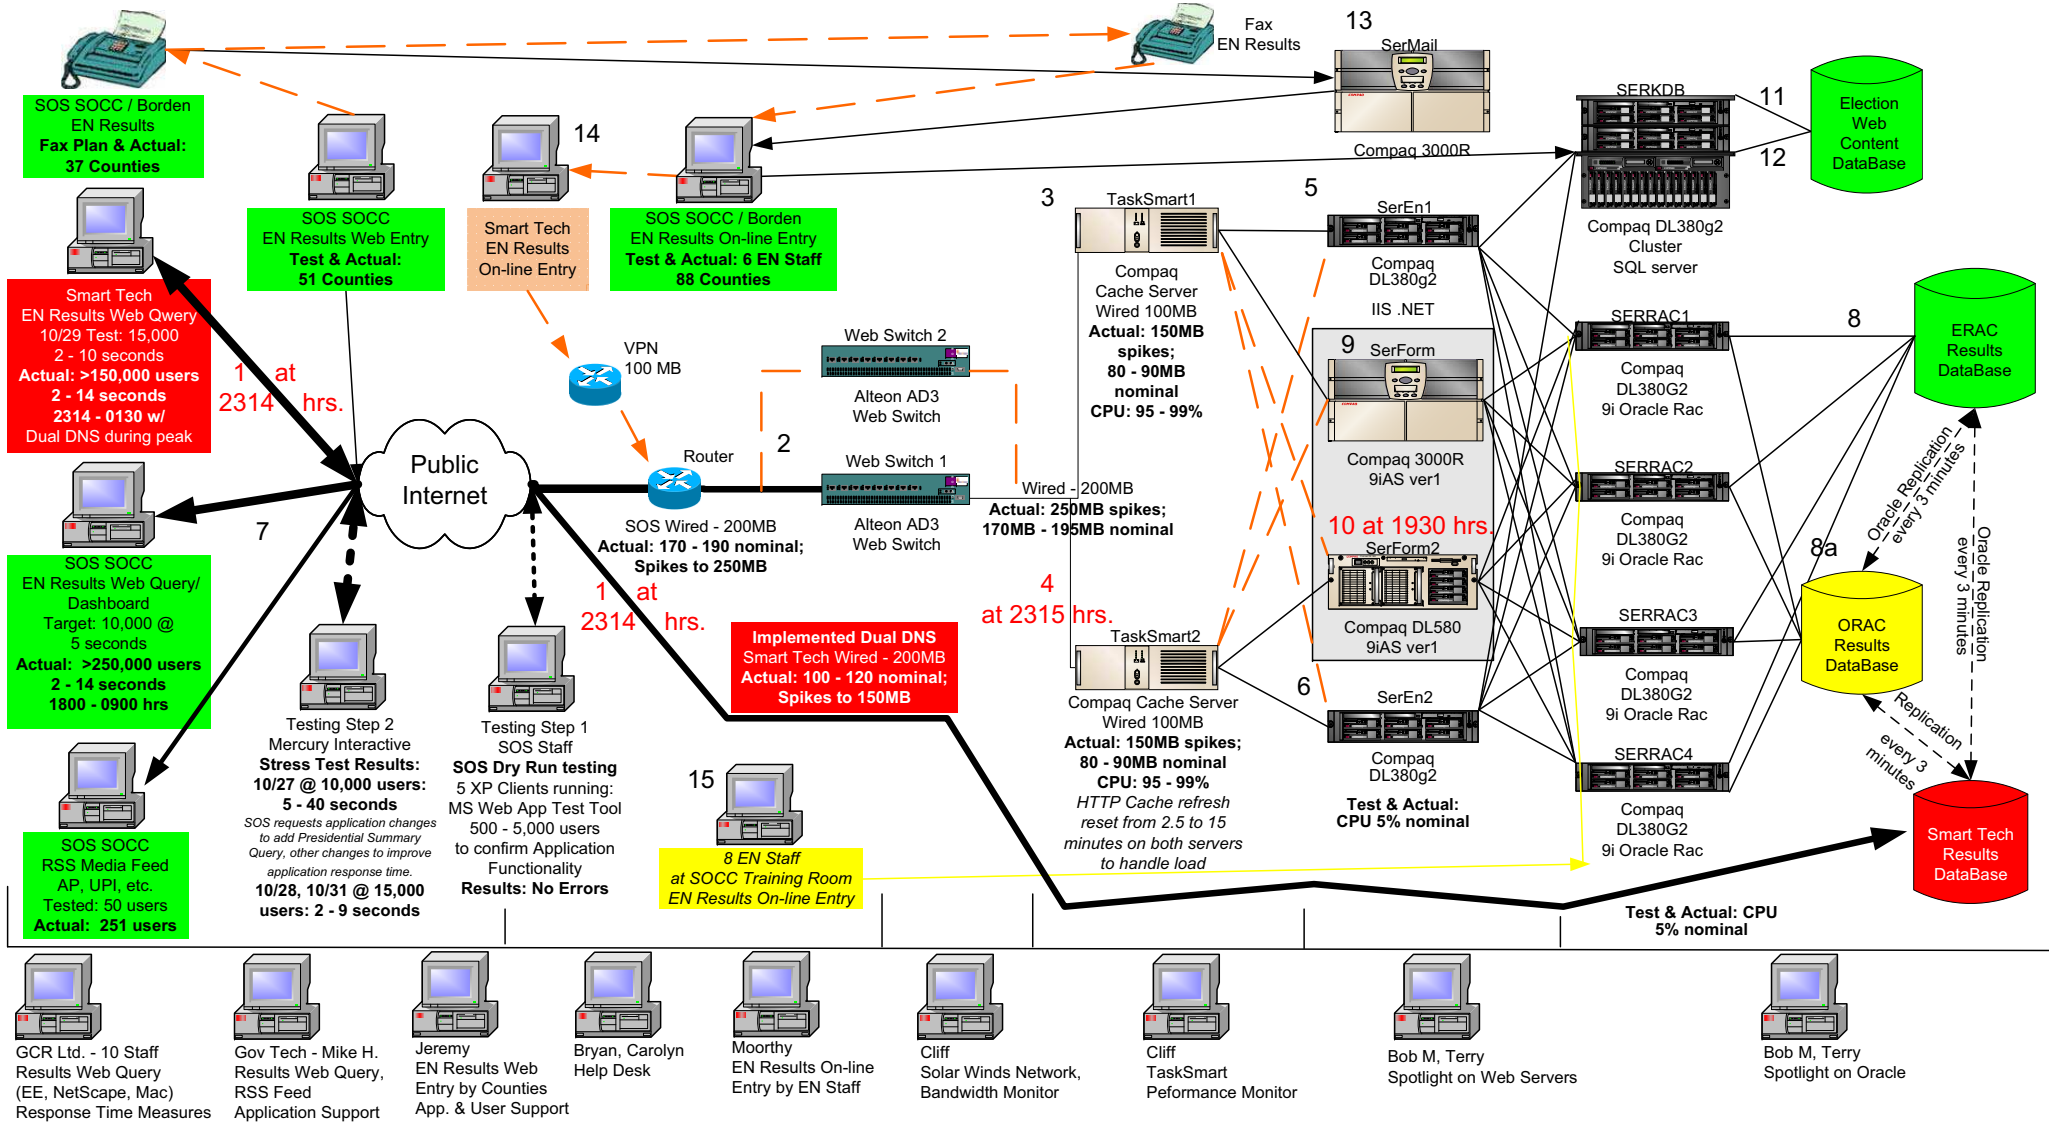 Fax
EN Results
13
SerMail
Compaq 3000R
SOS SOCC / Borden
EN Results
Fax Plan & Actual:
37 Counties
SOS SOCC
EN Results Web Entry
Test & Actual:
51 Counties
14
Smart Tech
EN Results
On-line Entry
SOS SOCC / Borden
EN Results On-line Entry
Test & Actual: 6 EN Staff
88 Counties
SERKDB
11
12
Compaq DL380g2
Cluster
SQL server
Election
Web
Content
DataBase
Smart Tech
EN Results Web Qwery
10/29 Test: 15,000
2 - 10 seconds
Actual: >150,000 users
2 - 14 seconds
2314 - 0130 w/
Dual DNS during peak
1 at
2314 hrs.
Public
Internet
VPN
100 MB
Router
SOS Wired - 200MB
Actual: 170 - 190 nominal;
Spikes to 250MB
2
Web Switch 2
Alteon AD3
Web Switch
Web Switch 1
Alteon AD3
Web Switch
Wired - 200MB
Actual: 250MB spikes;
170MB - 195MB nominal
3
TaskSmart1
Compaq
Cache Server
Wired 100MB
Actual: 150MB
spikes;
80 - 90MB
nominal
CPU: 95 - 99%
4
at 2315 hrs.
TaskSmart2
Compaq Cache Server
Wired 100MB
Actual: 150MB spikes;
80 - 90MB nominal
CPU: 95 - 99%
HTTP Cache refresh
reset from 2.5 to 15
minutes on both servers
to handle load
5
SerEn1
Compaq
DL380g2
IIS .NET
9
SerForm
Compaq 3000R
9iAS ver1
10 at 1930 hrs.
SerForm2
Compaq DL580
9iAS ver1
6
SerEn2
Compaq
DL380g2
Test & Actual:
CPU 5% nominal
SERRAC1
Compaq
DL380G2
9i Oracle Rac
SERRAC2
Compaq
DL380G2
9i Oracle Rac
SERRAC3
Compaq
DL380G2
9i Oracle Rac
SERRAC4
Compaq
DL380G2
9i Oracle Rac
Test & Actual: CPU
5% nominal
8
8a
ERAC
Results
DataBase
Oracle Replication
every 3 minutes
Oracle Replication
every 3 minutes
ORAC
Results
DataBase
Replication
every 3
minutes
Smart Tech
Results
DataBase
7
SOS SOCC
EN Results Web Query/
Dashboard
Target: 10,000 @
5 seconds
Actual: >250,000 users
2 - 14 seconds
1800 - 0900 hrs
SOS SOCC
RSS Media Feed
AP, UPI, etc.
Tested: 50 users
Actual: 251 users
Testing Step 2
Mercury Interactive
Stress Test Results:
10/27 @ 10,000 users:
5 - 40 seconds
SOS requests application changes
to add Presidential Summary
Query, other changes to improve
application response time.
10/28, 10/31 @ 15,000
users: 2 - 9 seconds
Testing Step 1
SOS Staff
SOS Dry Run testing
5 XP Clients running:
MS Web App Test Tool
500 - 5,000 users
to confirm Application
Functionality
Results: No Errors
1 at
2314 hrs.
Implemented Dual DNS
Smart Tech Wired - 200MB
Actual: 100 - 120 nominal;
Spikes to 150MB
15
8 EN Staff
at SOCC Training Room
EN Results On-line Entry
GCR Ltd. - 10 Staff
Results Web Query
(EE, NetScape, Mac)
Response Time Measures
Gov Tech - Mike H.
Results Web Query,
RSS Feed
Application Support
Jeremy
EN Results Web
Entry by Counties
App. & User Support
Bryan, Carolyn
Help Desk
Moorthy
EN Results On-line
Entry by EN Staff
Cliff
Solar Winds Network,
Bandwidth Monitor
Cliff
TaskSmart
Peformance Monitor
Bob M, Terry
Spotlight on Web Servers
Bob M, Terry
Spotlight on Oracle